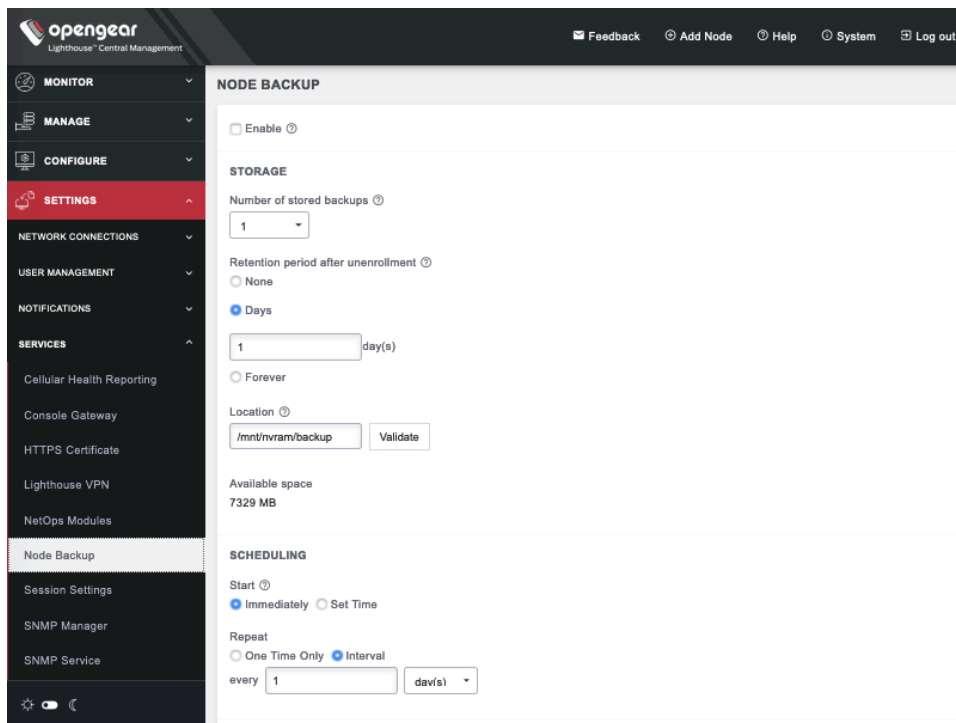 opengear
Lighthouse™ Central Management
Feedback
Add Node
Help
System
Log out
MONITOR
MANAGE
CONFIGURE
SETTINGS
NETWORK CONNECTIONS
USER MANAGEMENT
NOTIFICATIONS
SERVICES
Cellular Health Reporting
Console Gateway
HTTPS Certificate
Lighthouse VPN
NetOps Modules
Node Backup
Session Settings
SNMP Manager
SNMP Service
NODE BACKUP
Enable
STORAGE
Number of stored backups
1
Retention period after unenrollment
None
Days
1 day(s)
Forever
Location
/mnt/nvram/backup Validate
Available space
7329 MB
SCHEDULING
Start
Immediately Set Time
Repeat
One Time Only Interval
every 1 day(s)